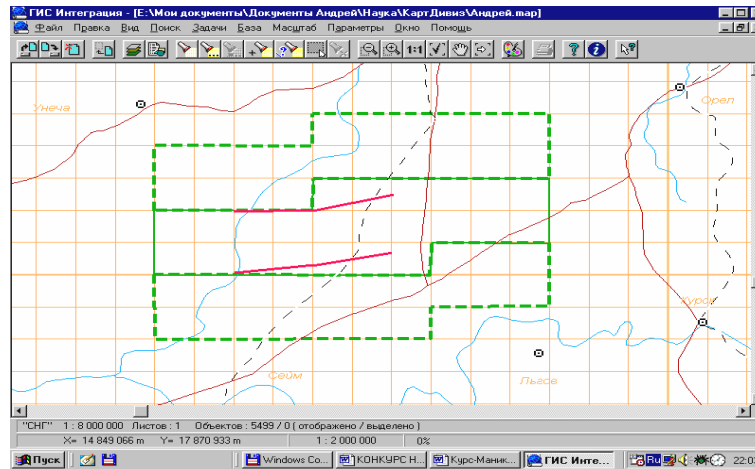 ГИС Интеграция - [E:\Мои документы\Документы Андрей\Наука\КартДивиз\Андрей.map]
Файл Правка Вид Поиск Задачи База Масштаб Параметры Окно Помощь
1:1
Унеча
Орел
Курск
Сейм
Льгов
"СНГ" 1 : 8 000 000 Листов : 1 Объектов : 5499 / 0 ( отображено / выделено )
X= 14 849 066 m Y= 17 870 933 m 1 : 2 000 000 0%
Пуск Windows Co... КОНКУРС Н... Курс-Маник... ГИС Инте... Ru 22:0